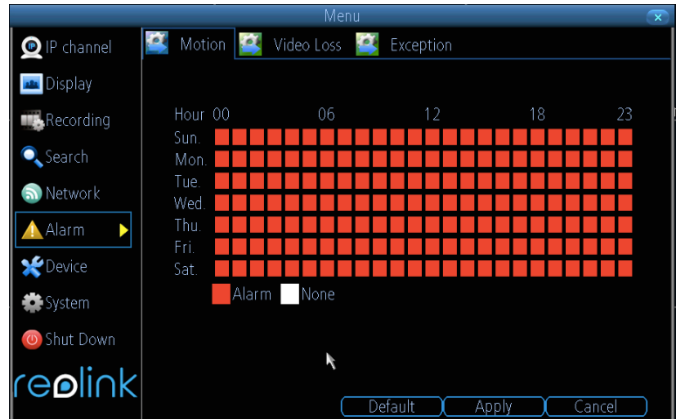 Menu
IP channel
Display
Recording
Search
Network
Alarm
Device
System
Shut Down
reolink
Motion Video Loss Exception
Hour 00 06 12 18 23
Sun.
Mon.
Tue.
Wed.
Thu.
Fri.
Sat.
Alarm None
Default Apply Cancel